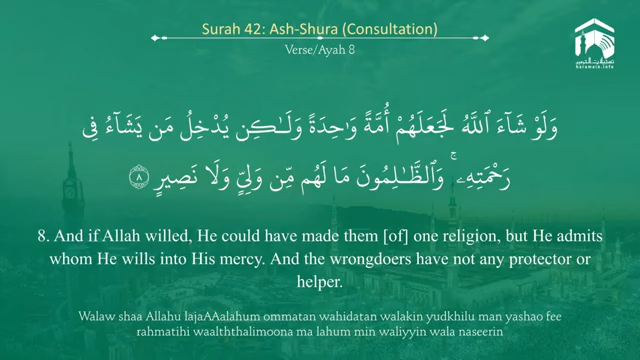 Surah 42: Ash-Shura (Consultation)
Verse/Ayah 8
haramain.info
وَلَوْ شَآءَ ٱللَّهُ لَجَعَلَهُمْ أُمَّةً وَٰحِدَةً وَلَـٰكِن يُدْخِلُ مَن يَشَآءُ فِى
رَحْمَتِهِۦ ۚ وَٱلظَّـٰلِمُونَ مَا لَهُم مِّن وَلِىٍّ وَلَا نَصِيرٍ ٨
8. And if Allah willed, He could have made them [of] one religion, but He admits
whom He wills into His mercy. And the wrongdoers have not any protector or
helper.
Walaw shaa Allahu lajaAAalahum ommatan wahidatan walakin yudkhilu man yashao fee
rahmatihi waalththalimoona ma lahum min waliyyin wala naseerin